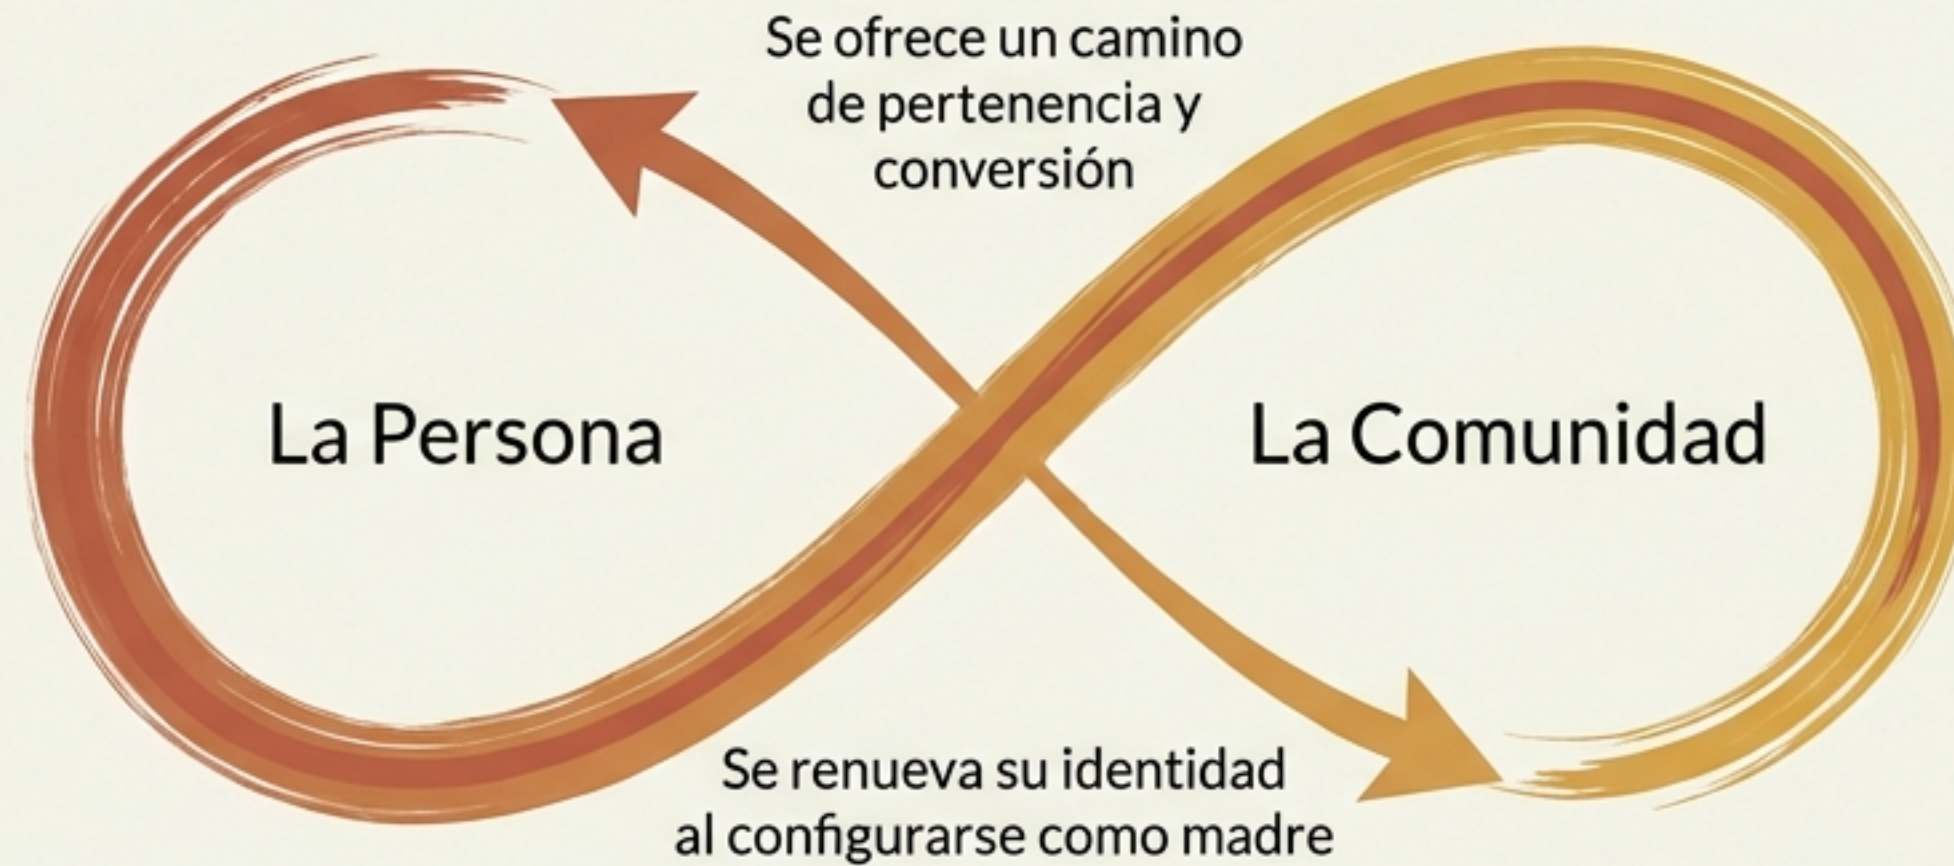 Se ofrece un camino
de pertenencia y
conversión
La Persona
La Comunidad
Se renueva su identidad
al configurarse como madre